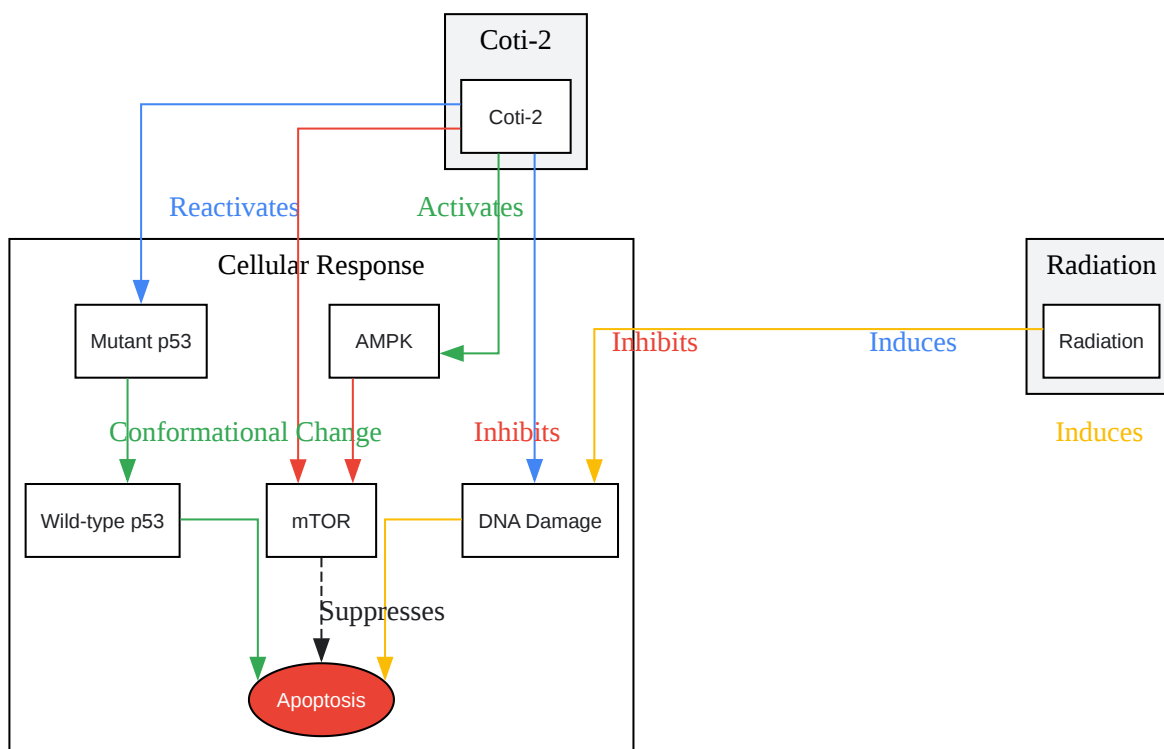 Coti-2
Coti-2
Reactivates
Activates
Cellular Response
Radiation
Mutant p53
AMPK
Inhibits
Induces
Radiation
Conformational Change
Inhibits
Induces
Wild-type p53
mTOR
DNA Damage
Suppresses
Apoptosis